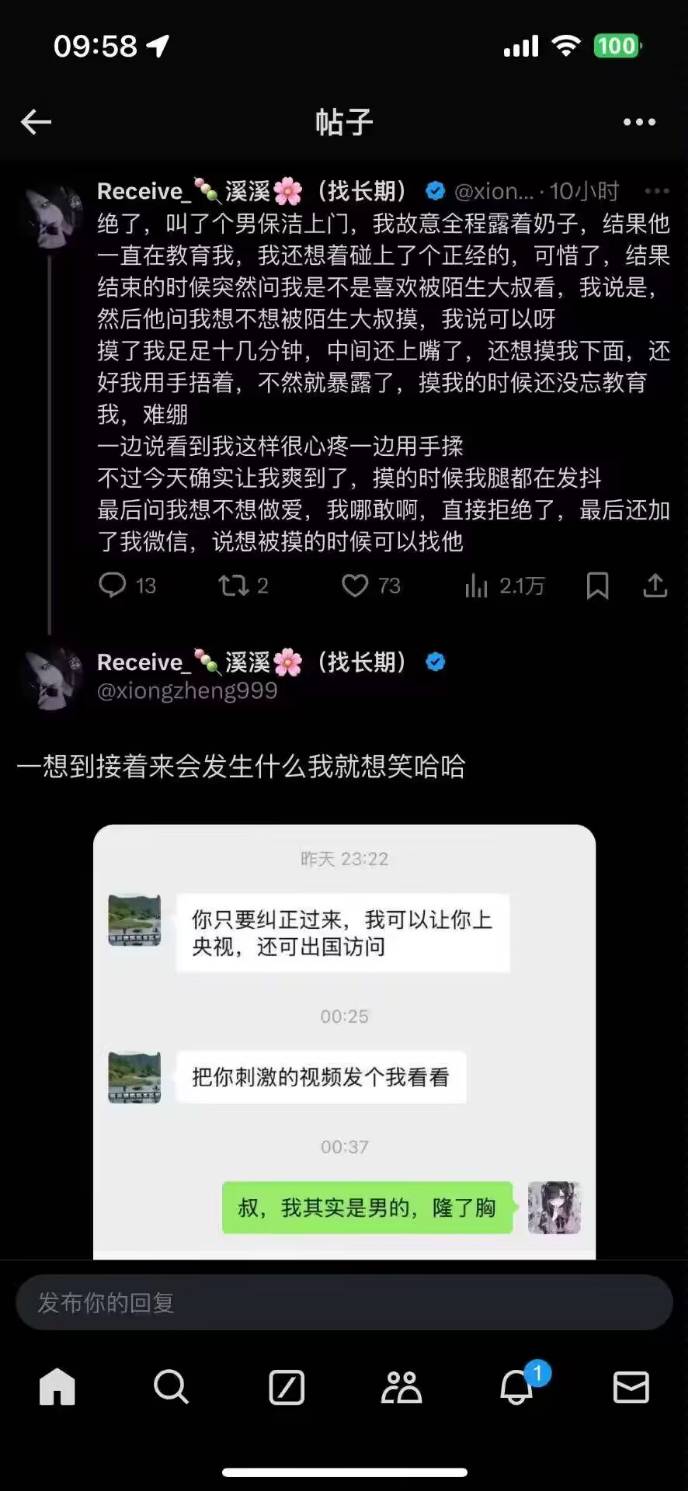 09:58
100
帖子
Receive_🍡溪溪🌸（找长期） @xion... · 10小时
绝了，叫了个男保洁上门，我故意全程露着奶子，结果他
一直在教育我，我还想着碰上了个正经的，可惜了，结果
结束的时候突然问我是不是喜欢被陌生大叔看，我说是，
然后他问我想不想被陌生大叔摸，我说可以呀
摸了我足足十几分钟，中间还上嘴了，还想摸我下面，还
好我用手捂着，不然就暴露了，摸我的时候还没忘教育
我，难绷
一边说看到我这样很心疼一边用手揉
不过今天确实让我爽到了，摸的时候我腿都在发抖
最后问我想不想做爱，我哪敢啊，直接拒绝了，最后还加
了我微信，说想被摸的时候可以找他
13 2 73 2.1万
Receive_🍡溪溪🌸（找长期）
@xiongzheng999
一想到接着来会发生什么我就想笑哈哈
昨天 23:22
你只要纠正过来，我可以让你上
央视，还可出国访问
00:25
把你刺激的视频发个我看看
00:37
叔，我其实是男的，隆了胸
发布你的回复
1